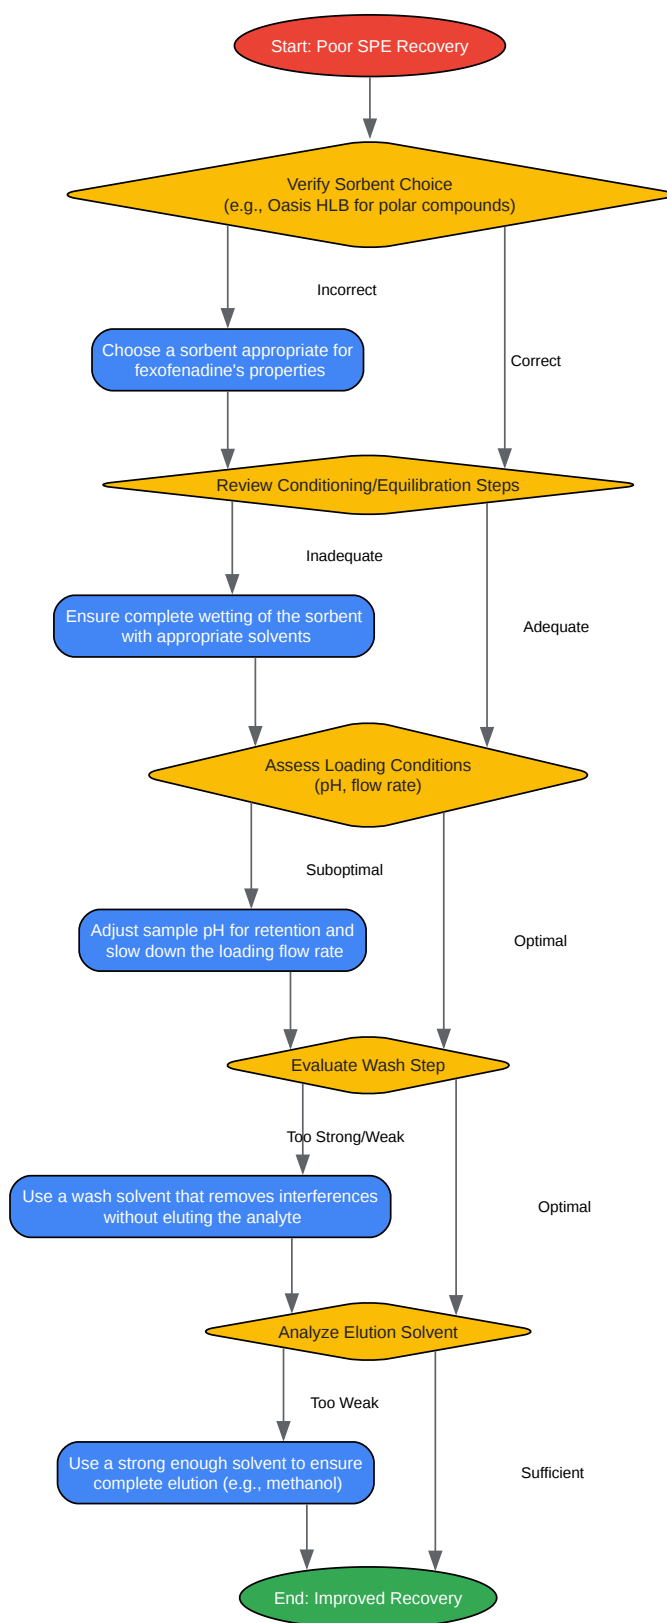 Start: Poor SPE Recovery
Verify Sorbent Choice
(e.g., Oasis HLB for polar compounds)
Incorrect
Choose a sorbent appropriate for
fexofenadine's properties
Correct
Review Conditioning/Equilibration Steps
Inadequate
Ensure complete wetting of the sorbent
with appropriate solvents
Adequate
Assess Loading Conditions
(pH, flow rate)
Suboptimal
Adjust sample pH for retention and
slow down the loading flow rate
Optimal
Evaluate Wash Step
Too Strong/Weak
Use a wash solvent that removes interferences
without eluting the analyte
Optimal
Analyze Elution Solvent
Too Weak
Use a strong enough solvent to ensure
complete elution (e.g., methanol)
Sufficient
End: Improved Recovery